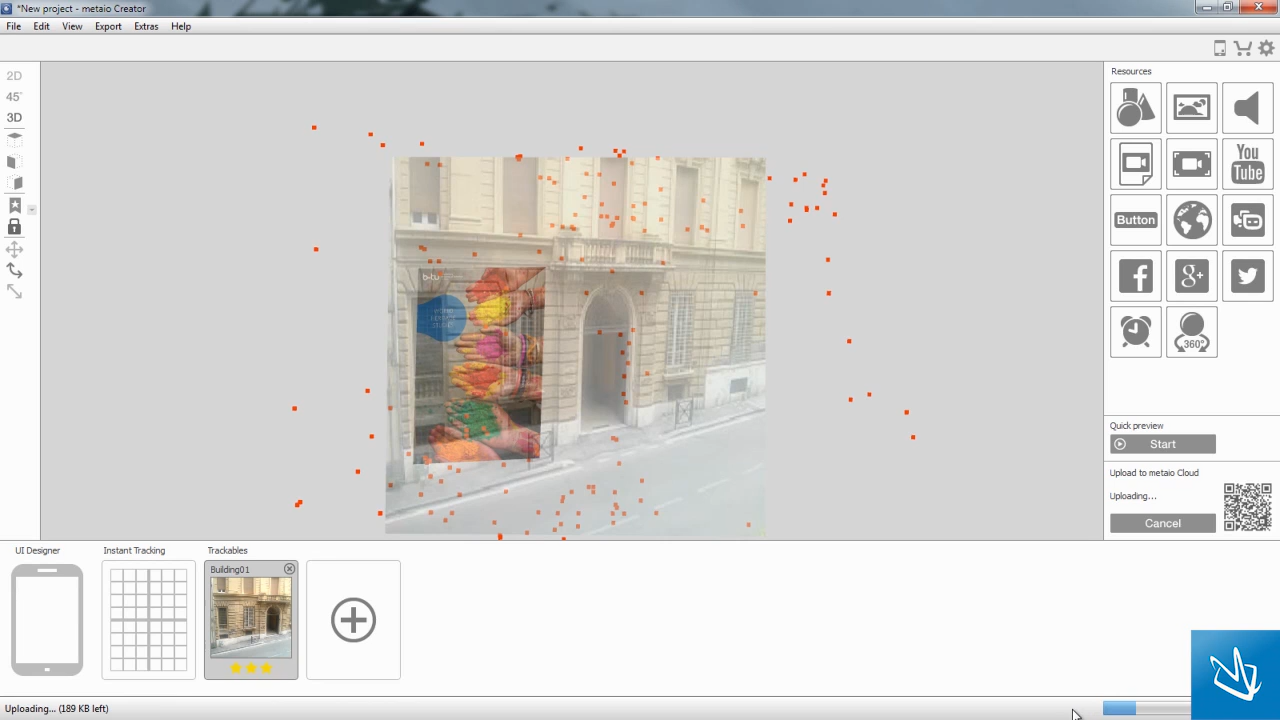 *New project - metaio Creator
File Edit View Export Extras Help
2D
45°
3D
Resources
You
Tube
Button
g+
360°
Quick preview
Start
Upload to metaio Cloud
Uploading...
Cancel
UI Designer
Instant Tracking
Trackables
Building01
Uploading... (189 KB left)